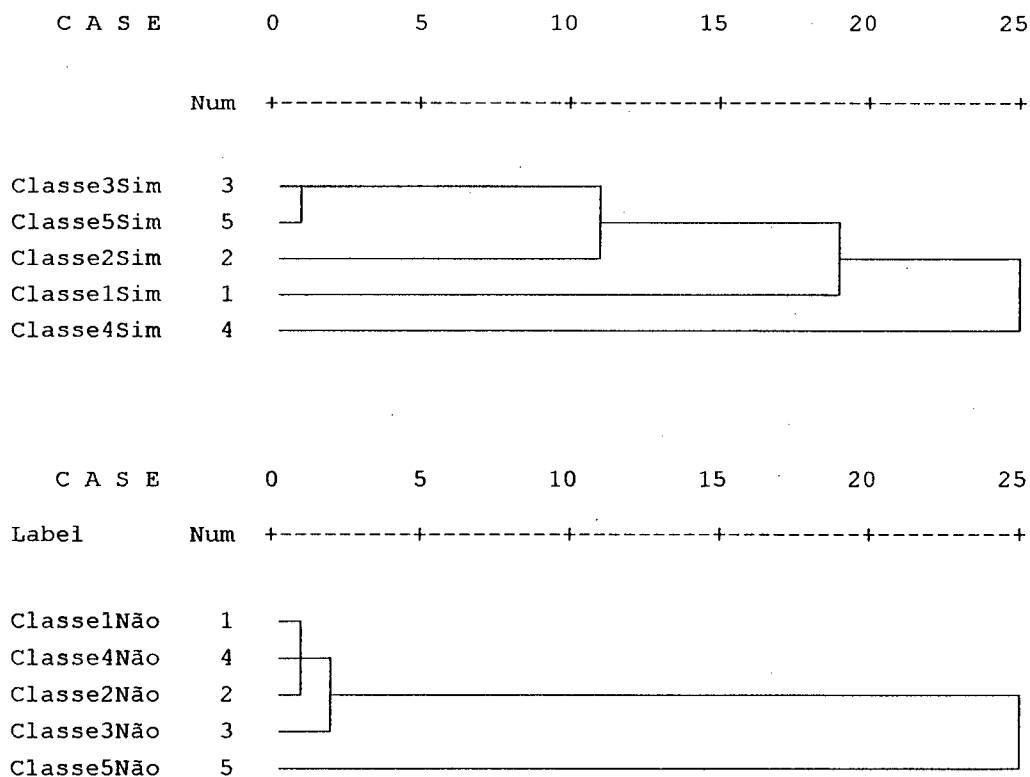 C A S E 0 5 10 15 20 25
Num +---------+---------+---------+---------+---------+
Classe3Sim 3
Classe5Sim 5
Classe2Sim 2
Classe1Sim 1
Classe4Sim 4
C A S E 0 5 10 15 20 25
Label Num +---------+---------+---------+---------+---------+
Classe1Não 1
Classe4Não 4
Classe2Não 2
Classe3Não 3
Classe5Não 5